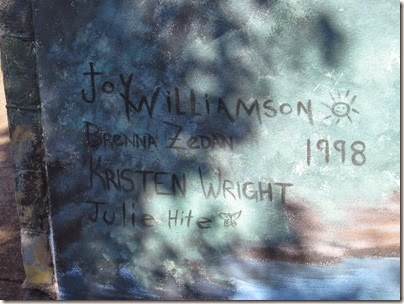 Joy Williamson
Brenna Zedan 1998
Kristen Wright
Julie Hite